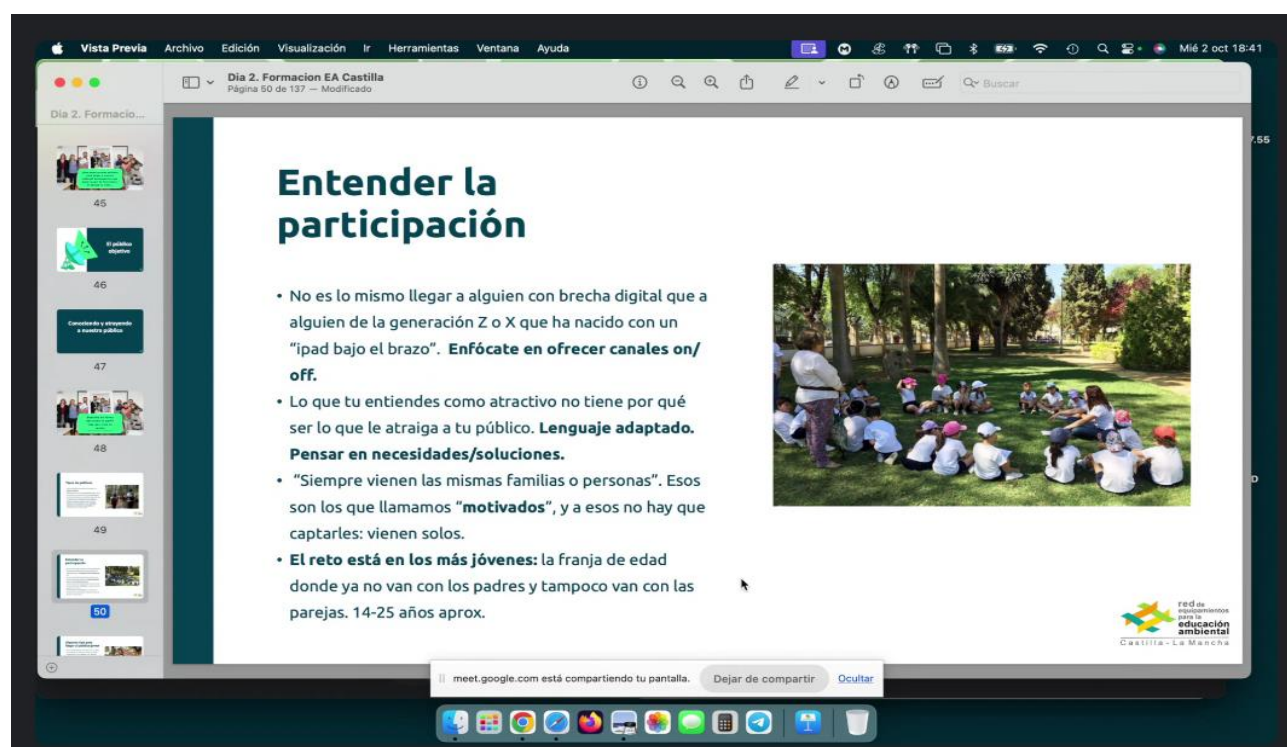 Vista Previa Archivo Edición Visualización Ir Herramientas Ventana Ayuda
Mié 2 oct 18:41
Dia 2. Formacion EA Castilla
Página 50 de 137 — Modificado
Buscar
Dia 2. Formacio...
45
El público
objetivo
46
Conociendo y atrayendo
a nuestro público
47
48
49
50
Entender la
participación
• No es lo mismo llegar a alguien con brecha digital que a
alguien de la generación Z o X que ha nacido con un
“ipad bajo el brazo”. Enfócate en ofrecer canales on/
off.
• Lo que tu entiendes como atractivo no tiene por qué
ser lo que le atraiga a tu público. Lenguaje adaptado.
Pensar en necesidades/soluciones.
• “Siempre vienen las mismas familias o personas”. Esos
son los que llamamos “motivados”, y a esos no hay que
captarles: vienen solos.
• El reto está en los más jóvenes: la franja de edad
donde ya no van con los padres y tampoco van con las
parejas. 14-25 años aprox.
red de
equipamientos
para la
educación
ambiental
Castilla-La Mancha
7.55
D
meet.google.com está compartiendo tu pantalla. Dejar de compartir Ocultar